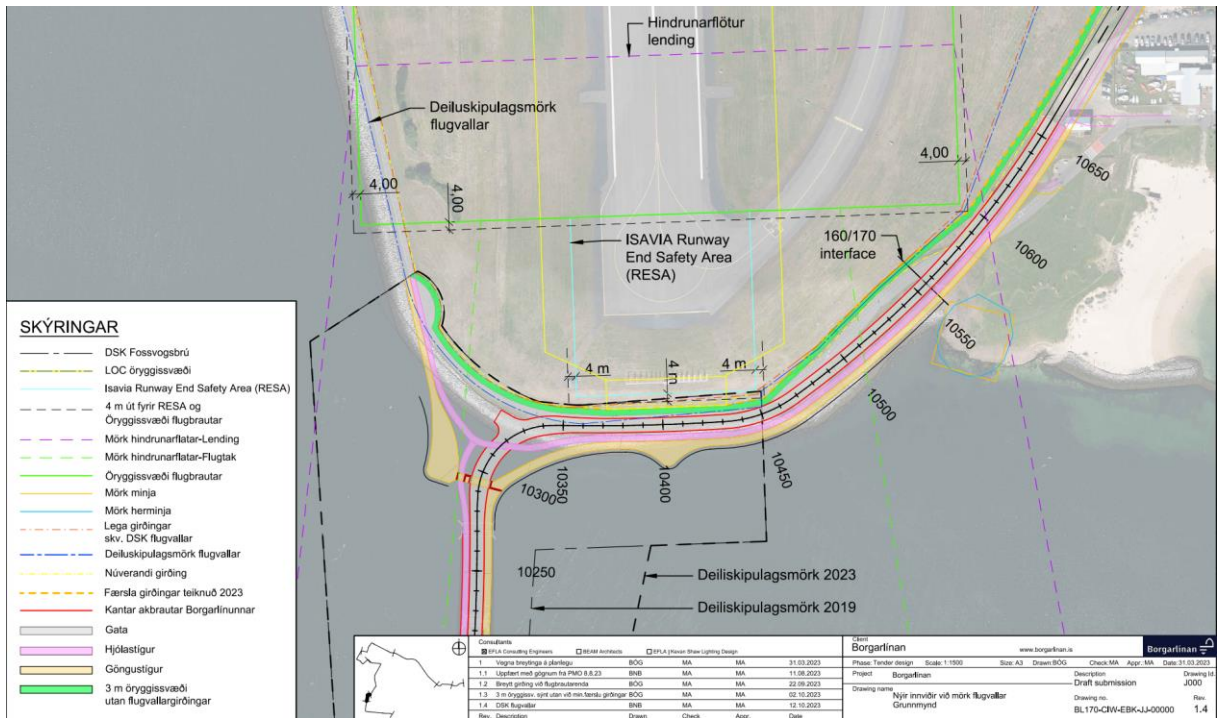 Hindrunarflötur
lending
Deiluskipulagsmörk
flugvallar
4,00
4,00
4,00
ISAVIA Runway
End Safety Area
(RESA)
160/170
interface
10650
10600
10550
10500
10450
10400
10350
10300
10250
4 m
4 m
4 m
Deiliskipulagsmörk 2023
Deiliskipulagsmörk 2019
SKÝRINGAR
DSK Fossvogsbrú
LOC öryggissvæði
Isavia Runway End Safety Area (RESA)
4 m út fyrir RESA og
Öryggissvæði flugbrautar
Mörk hindrunarflatar-Lending
Mörk hindrunarflatar-Flugtak
Öryggissvæði flugbrautar
Mörk minja
Mörk herminja
Lega girðingar
skv. DSK flugvallar
Deiluskipulagsmörk flugvallar
Núverandi girðing
Færsla girðingar teiknuð 2023
Kantar akbrautar Borgarlínunnar
Gata
Hjólastígur
Göngustígur
3 m öryggissvæði
utan flugvallargirðingar
Consultants
EFLA Consulting Engineers BEAM Architects EFLA | Kevan Shaw Lighting Design
1 Vegna breytinga á planlegu BÖG MA MA 31.03.2023
1.1 Uppfært með gögnum frá PMO 8.8.23 BNB MA MA 11.08.2023
1.2 Breytt girðing við flugbrautarenda BÖG MA MA 22.09.2023
1.3 3 m öryggissv. sýnt utan við min.færslu girðingar BÖG MA MA 02.10.2023
1.4 DSK flugvallar BNB MA MA 12.10.2023
Rev. Description Drawn Check Appr. Date
Client
Borgarlínan www.borgarlinan.is Borgarlínan
Phase: Tender design Scale: 1:1500 Size: A3 Drawn: BÖG Check: MA Appr.: MA Date: 31.03.2023
Project Borgarlínan Description Drawing Id.
Draft submission J000
Drawing name
Nýir innviðir við mörk flugvallar
Grunnmynd
Drawing no. Rev.
BL170-CIW-EBK-JJ-00000 1.4